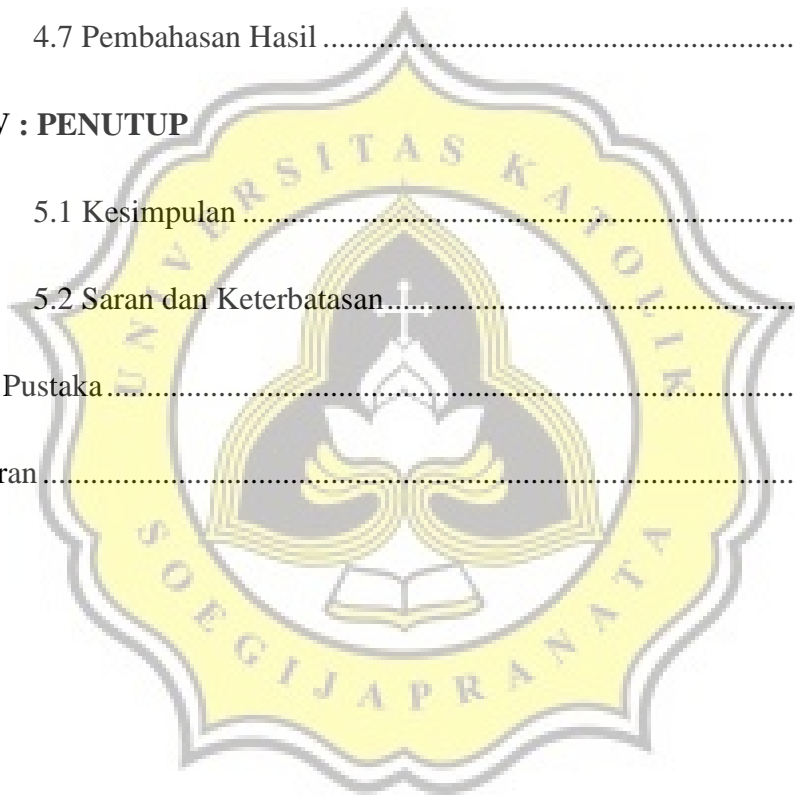 4.7 Pembahasan Hasil ........................................................
V : PENUTUP
5.1 Kesimpulan ....................................................................
5.2 Saran dan Keterbatasan ....................................................
Pustaka .............................................................................
ran .....................................................................................
UNIVERSITAS KATOLIK
SOEGIJAPRANATA